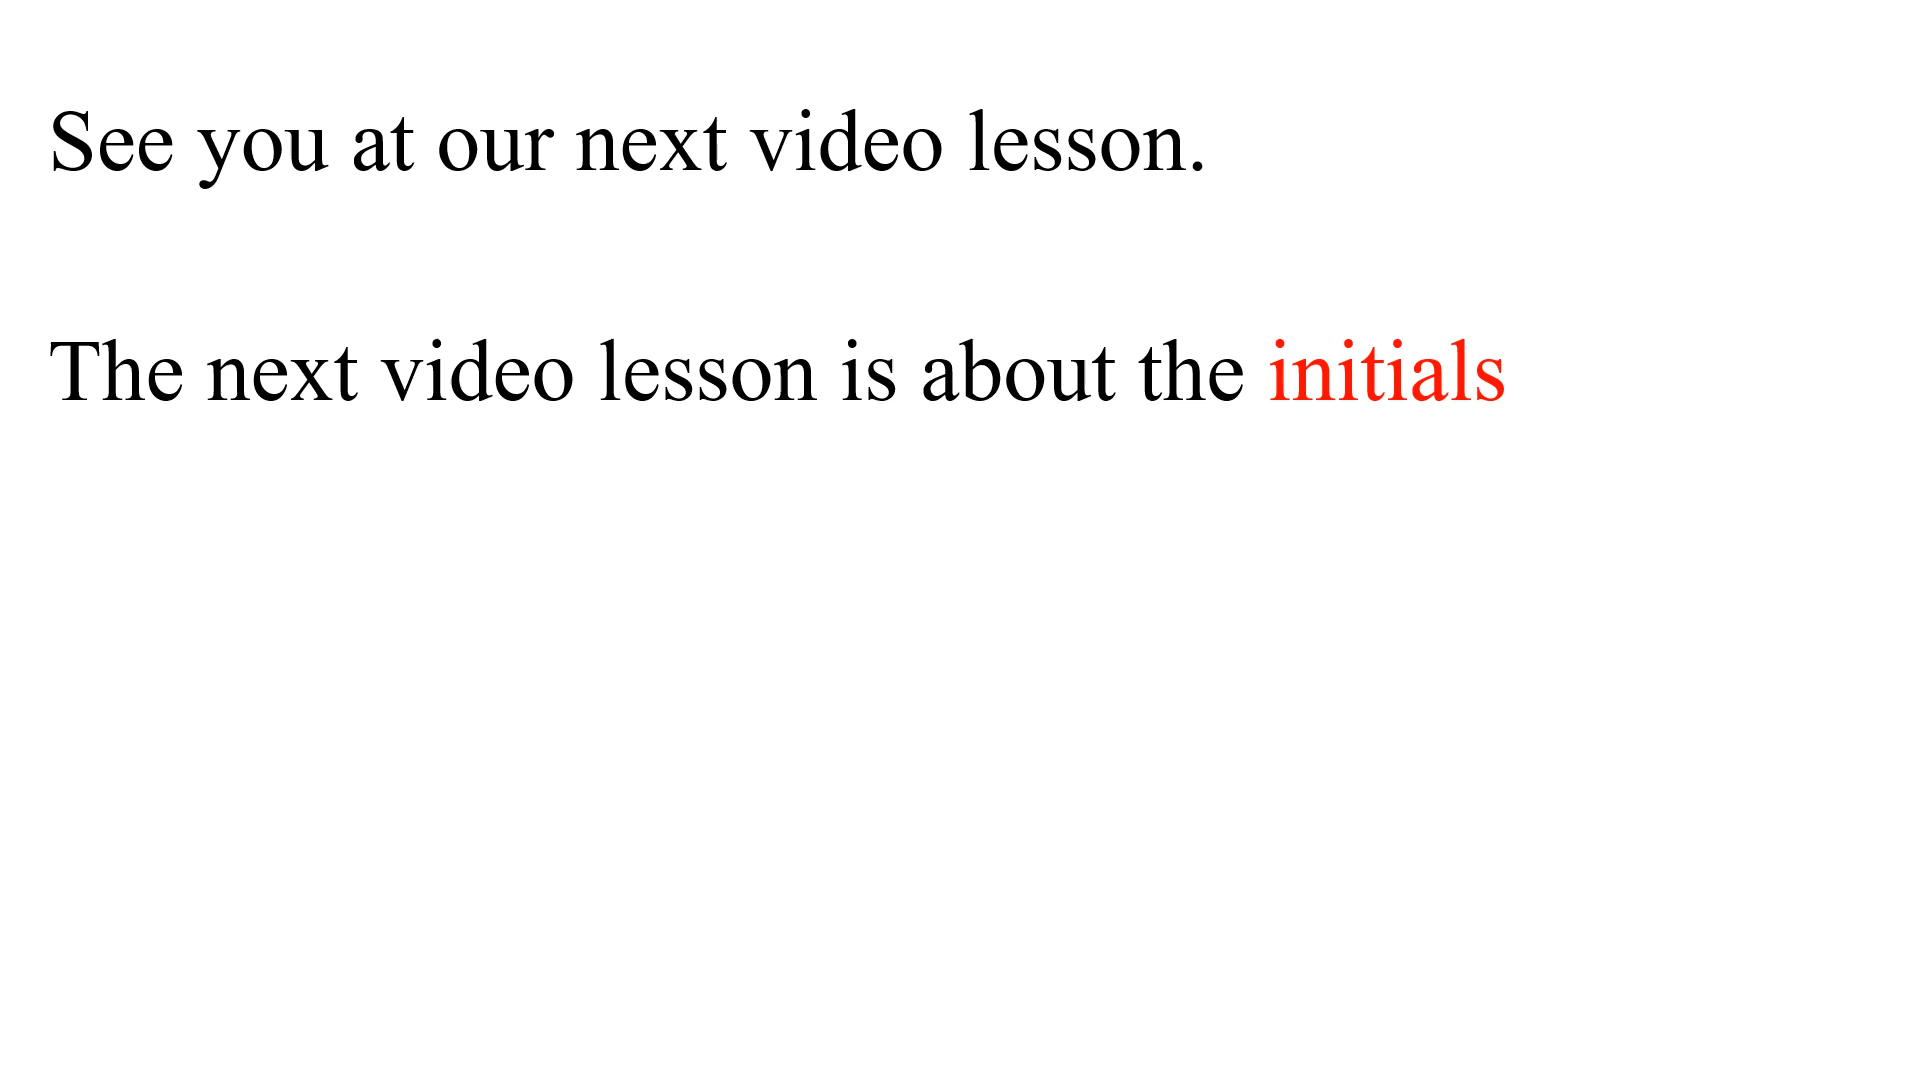 See you at our next video lesson.
The next video lesson is about the initials